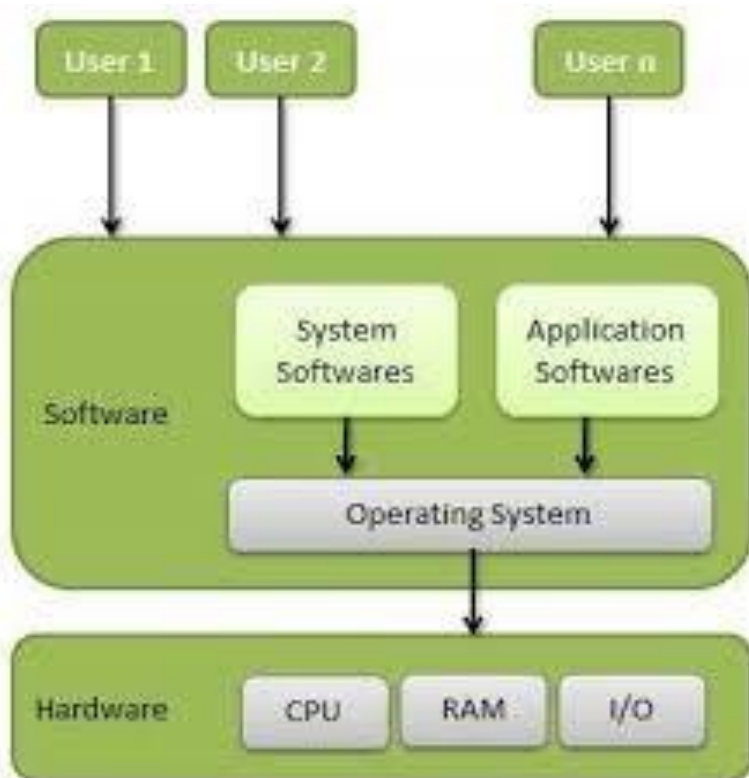 User 1
User 2
User n
System
Softwares
Application
Softwares
Software
Operating System
Hardware
CPU
RAM
I/O